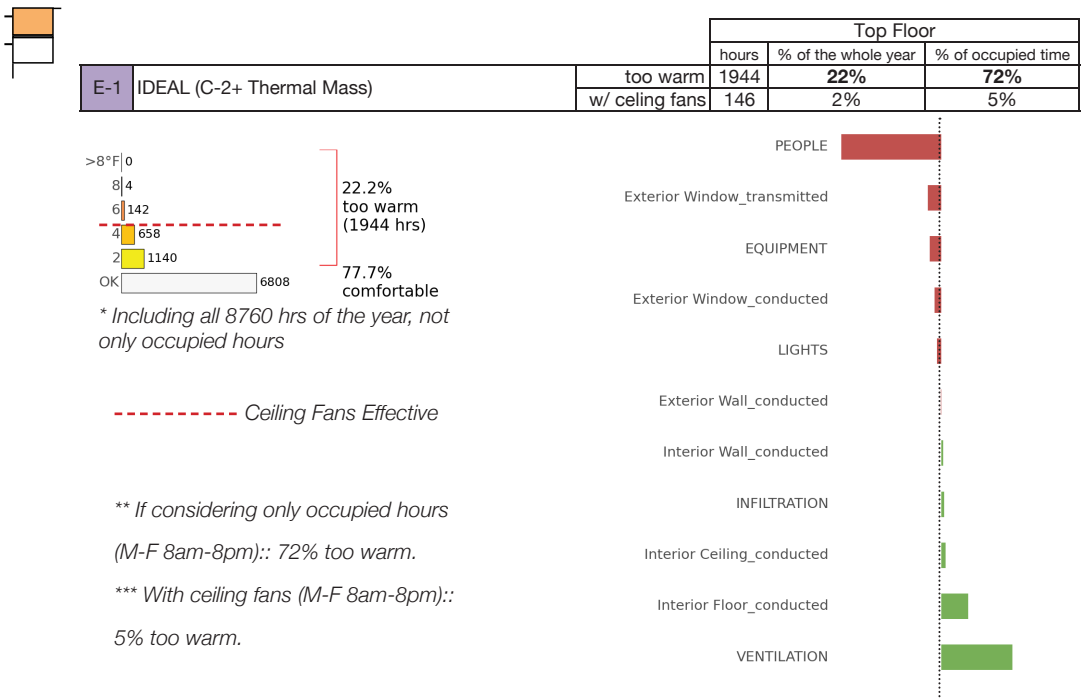 Top Floor
hours % of the whole year % of occupied time
E-1 IDEAL (C-2+ Thermal Mass) too warm 1944 22% 72%
w/ celing fans 146 2% 5%
>8°F 0
8 4
6 142
4 658
2 1140
OK 6808
22.2%
too warm
(1944 hrs)
77.7%
comfortable
* Including all 8760 hrs of the year, not
only occupied hours
Ceiling Fans Effective
** If considering only occupied hours
(M-F 8am-8pm):: 72% too warm.
*** With ceiling fans (M-F 8am-8pm)::
5% too warm.
PEOPLE
Exterior Window_transmitted
EQUIPMENT
Exterior Window_conducted
LIGHTS
Exterior Wall_conducted
Interior Wall_conducted
INFILTRATION
Interior Ceiling_conducted
Interior Floor_conducted
VENTILATION